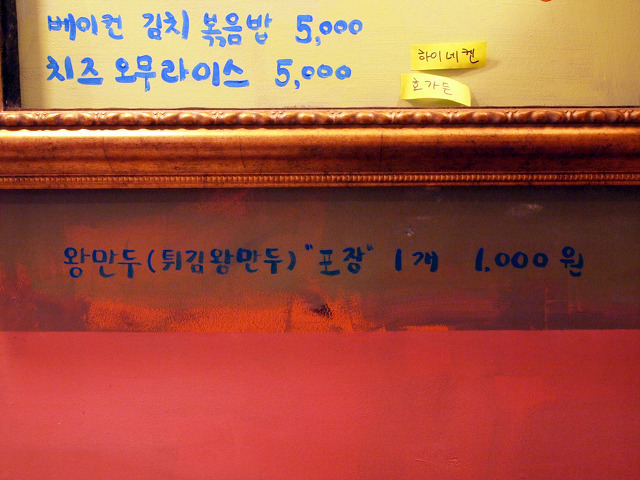 베이컨 김치 볶음밥 5,000
치즈 오무라이스 5,000
하이네켄
호가든
왕만두(튀김왕만두) "포장" 1개 1,000원